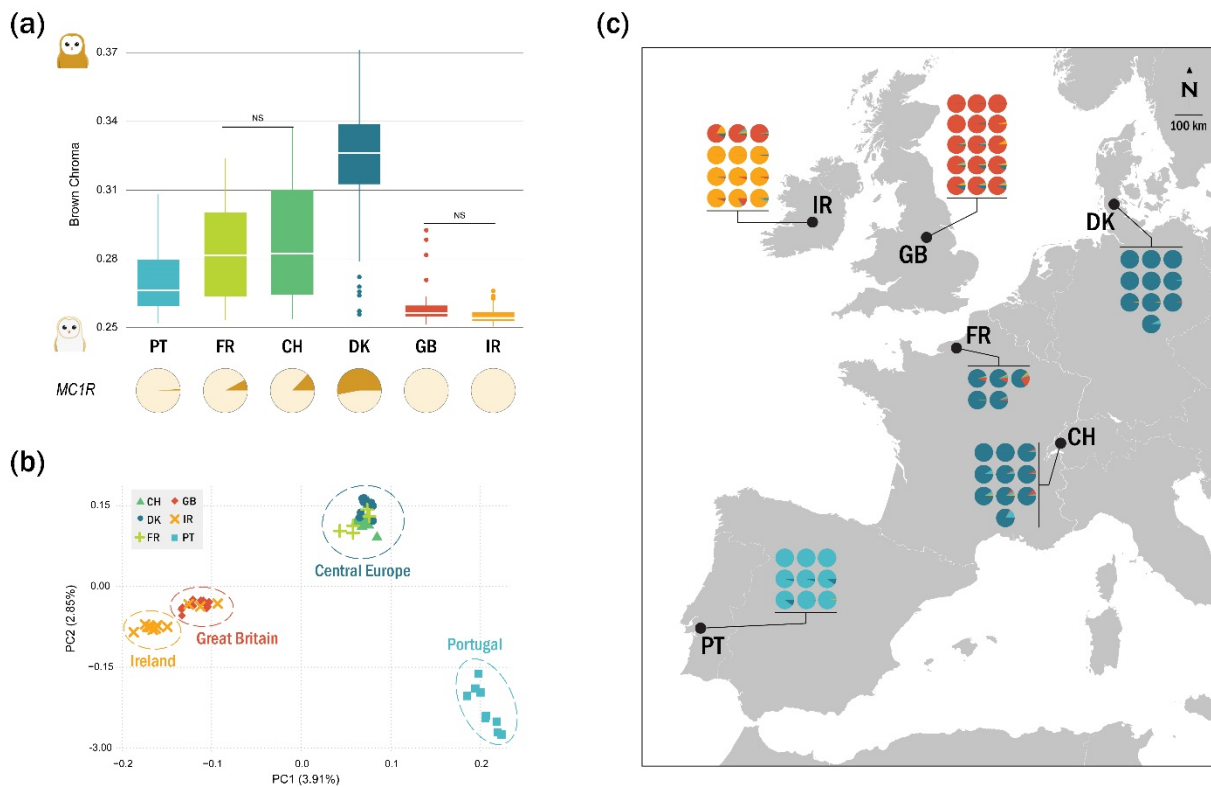 (a)
Brown Chroma
0.37
0.34
0.31
0.28
0.25
NS
NS
PT FR CH DK GB IR
MC1R
(b)
CH GB
DK IR
FR PT
PC2 (2.85%)
0.15
0.00
−0.15
−3.00
Central Europe
Great Britain
Ireland
Portugal
−0.2 −0.1 0.0 0.1 0.2
PC1 (3.91%)
(c)
N
100 km
IR
GB
DK
FR
CH
PT